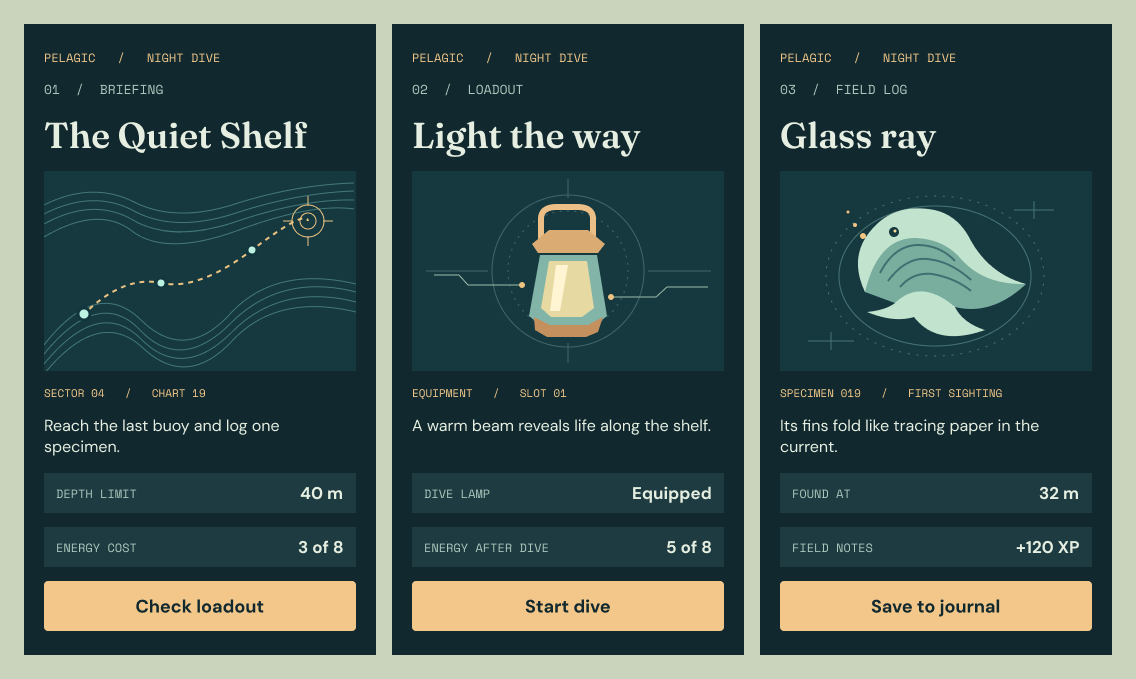 PELAGIC / NIGHT DIVE
01 / BRIEFING
The Quiet Shelf
SECTOR 04 / CHART 19
Reach the last buoy and log one
specimen.
DEPTH LIMIT 40 m
ENERGY COST 3 of 8
Check loadout
PELAGIC / NIGHT DIVE
02 / LOADOUT
Light the way
EQUIPMENT / SLOT 01
A warm beam reveals life along the shelf.
DIVE LAMP Equipped
ENERGY AFTER DIVE 5 of 8
Start dive
PELAGIC / NIGHT DIVE
03 / FIELD LOG
Glass ray
SPECIMEN 019 / FIRST SIGHTING
Its fins fold like tracing paper in the
current.
FOUND AT 32 m
FIELD NOTES +120 XP
Save to journal